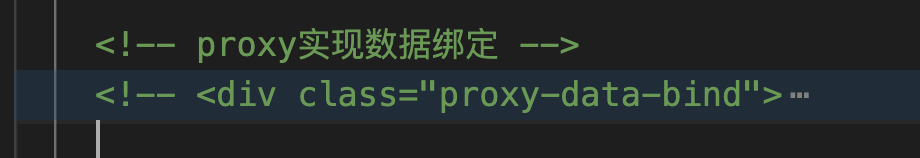 <!-- proxy实现数据绑定 -->
<!-- <div class="proxy-data-bind">⋯